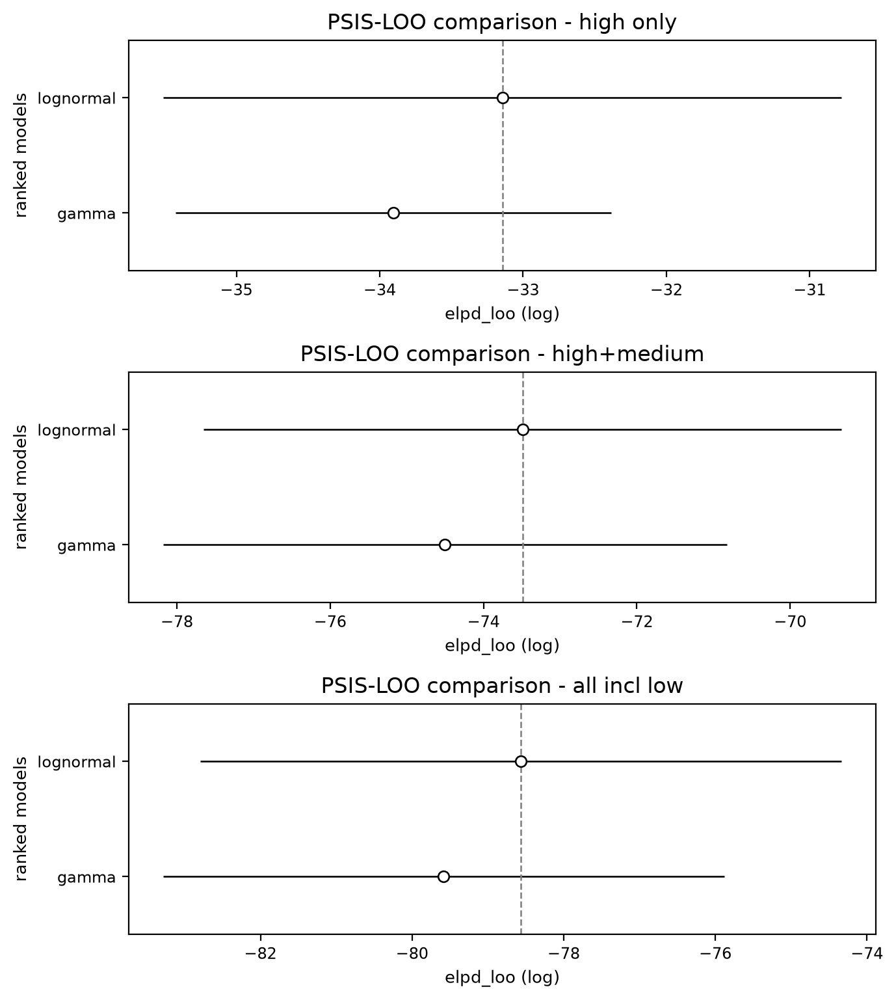 PSIS-LOO comparison - high only
ranked models
lognormal
gamma
−35 −34 −33 −32 −31
elpd_loo (log)
PSIS-LOO comparison - high+medium
ranked models
lognormal
gamma
−78 −76 −74 −72 −70
elpd_loo (log)
PSIS-LOO comparison - all incl low
ranked models
lognormal
gamma
−82 −80 −78 −76 −74
elpd_loo (log)